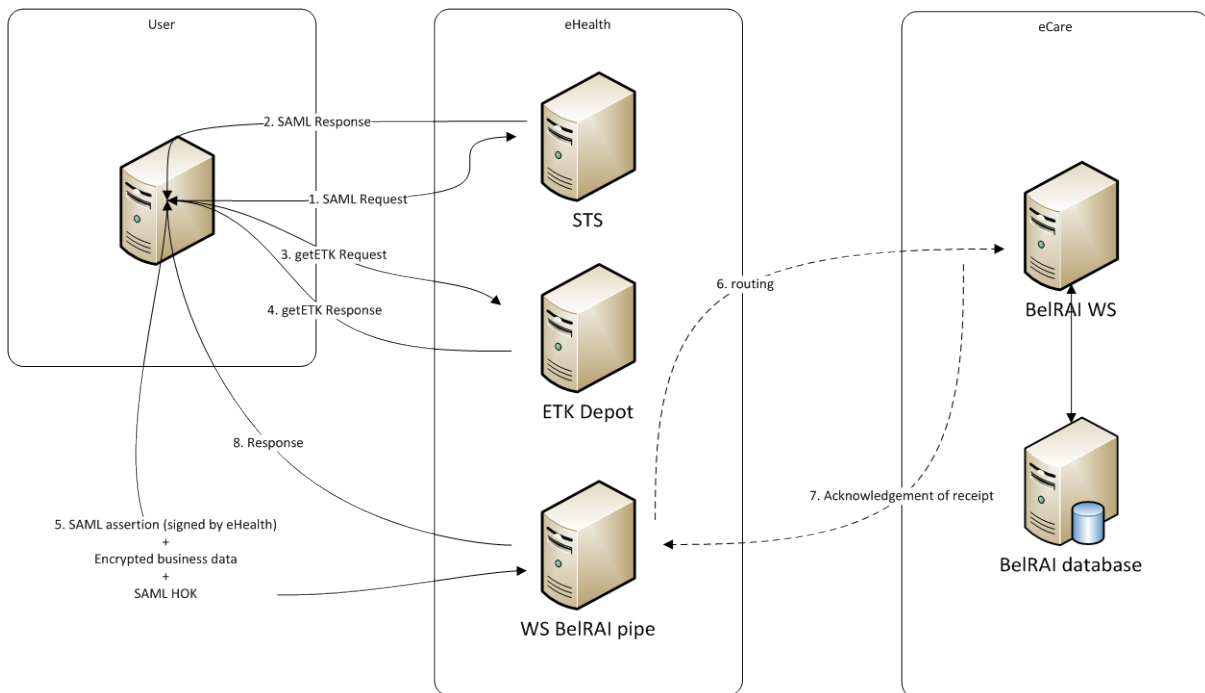 User
eHealth
eCare
2. SAML Response
1. SAML Request
STS
3. getETK Request
4. getETK Response
6. routing
BelRAI WS
ETK Depot
8. Response
7. Acknowledgement of receipt
5. SAML assertion (signed by eHealth)
+
Encrypted business data
+
SAML HOK
BelRAI database
WS BelRAI pipe